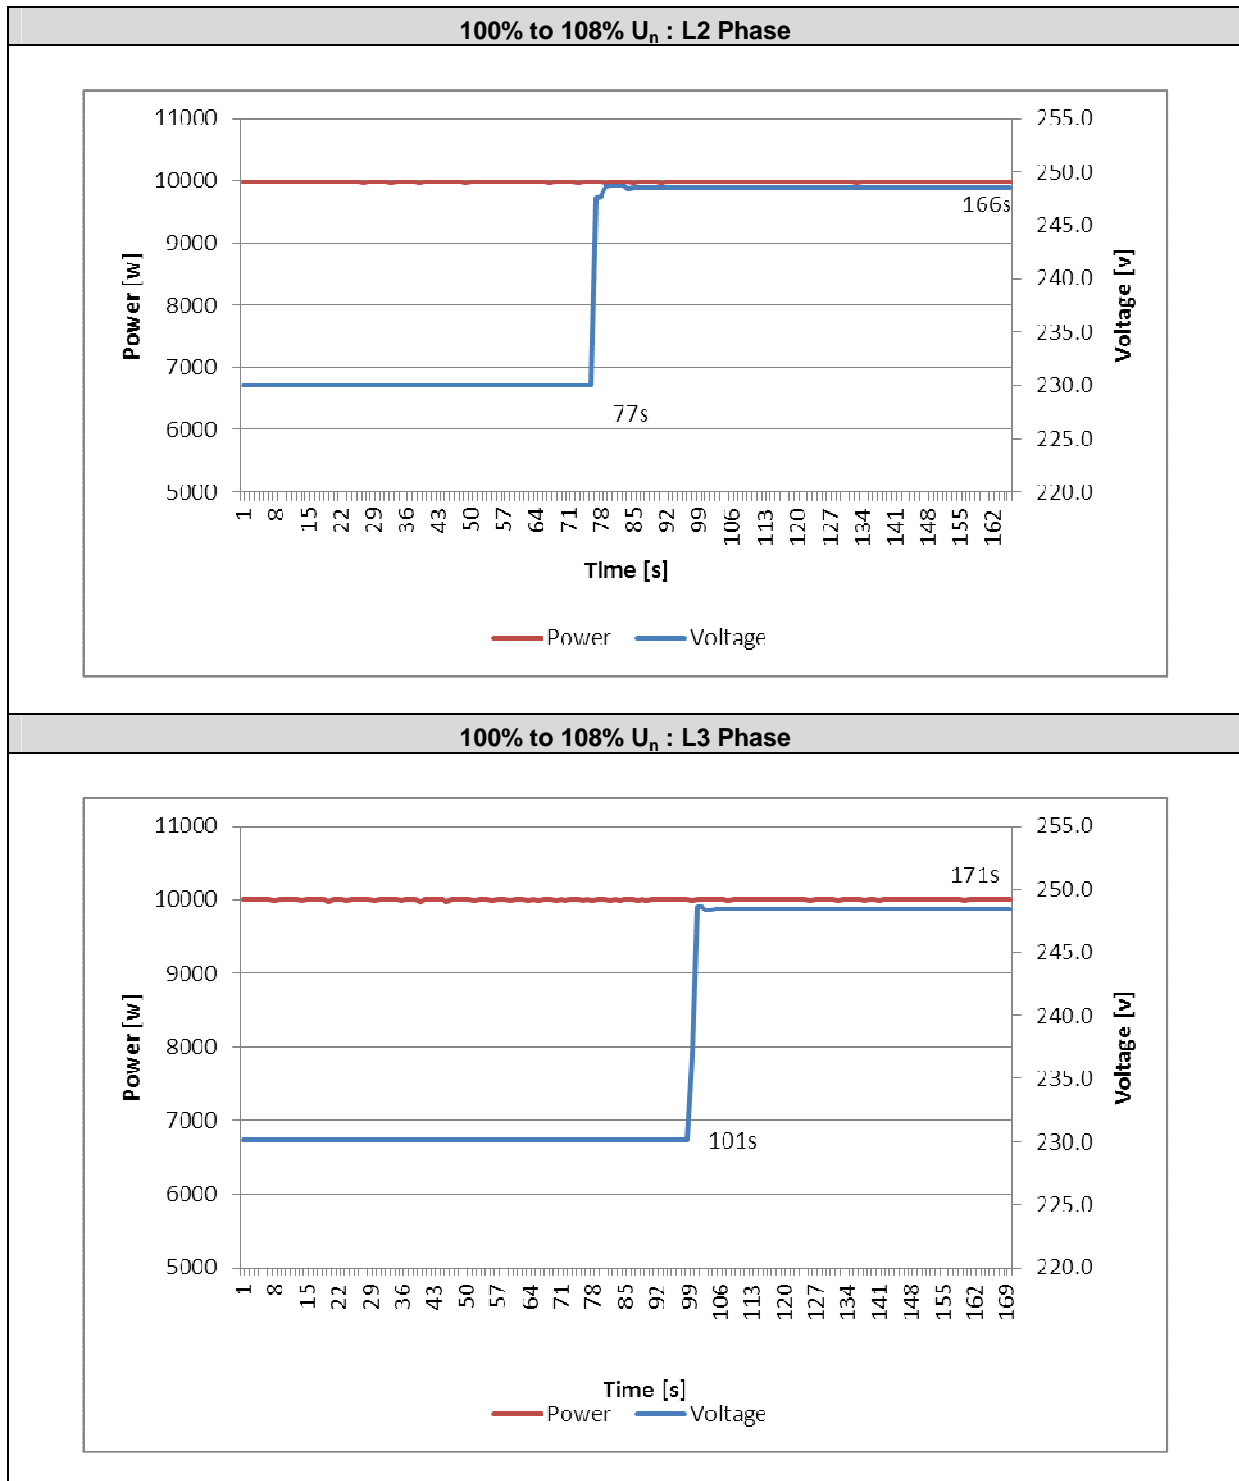 100% to 108% Un : L2 Phase
11000
10000
9000
8000
7000
6000
5000
Power [w]
255.0
250.0
245.0
240.0
235.0
230.0
225.0
220.0
Voltage [v]
166s
77s
1 8 15 22 29 36 43 50 57 64 71 78 85 92 99 106 113 120 127 134 141 148 155 162
Time [s]
Power Voltage
100% to 108% Un : L3 Phase
11000
10000
9000
8000
7000
6000
5000
Power [w]
255.0
250.0
245.0
240.0
235.0
230.0
225.0
220.0
Voltage [v]
171s
101s
1 8 15 22 29 36 43 50 57 64 71 78 85 92 99 106 113 120 127 134 141 148 155 162 169
Time [s]
Power Voltage